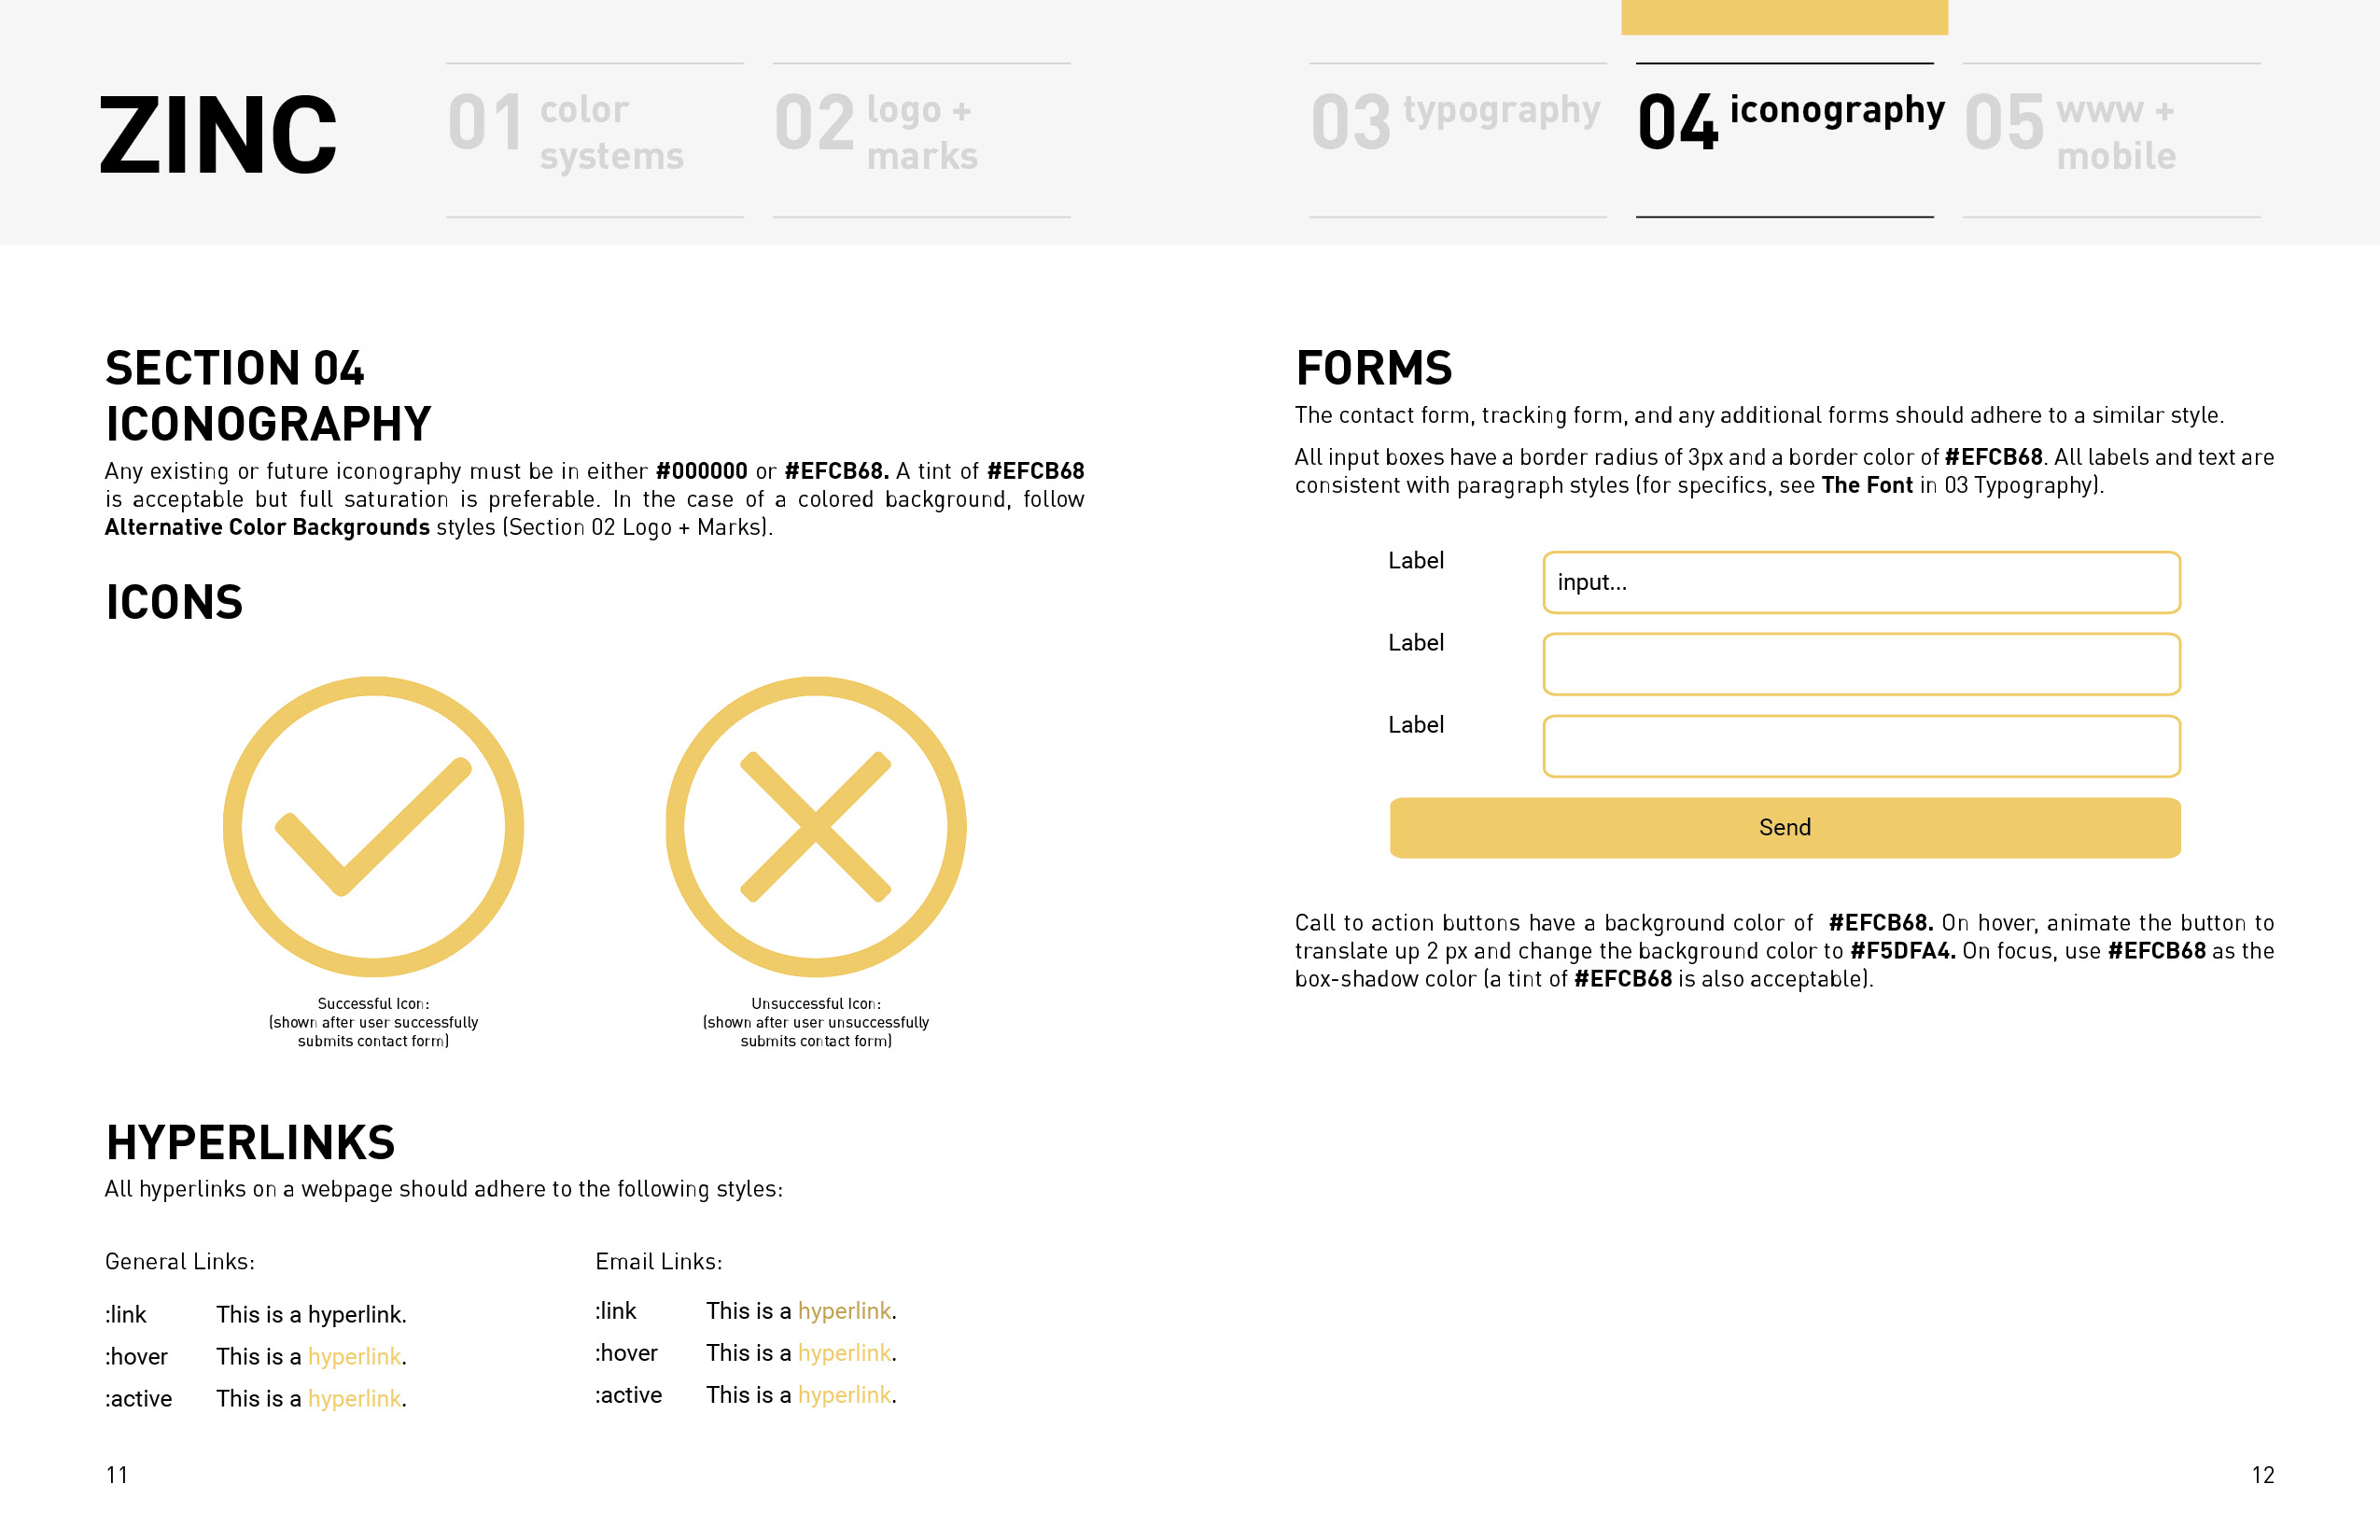 ZINC
01 color
systems
02 logo +
marks
03 typography
04 iconography
05 www +
mobile
SECTION 04
ICONOGRAPHY
Any existing or future iconography must be in either #000000 or #EFCB68. A tint of #EFCB68
is acceptable but full saturation is preferable. In the case of a colored background, follow
Alternative Color Backgrounds styles (Section 02 Logo + Marks).
ICONS
Successful Icon:
(shown after user successfully
submits contact form)
Unsuccessful Icon:
(shown after user unsuccessfully
submits contact form)
HYPERLINKS
All hyperlinks on a webpage should adhere to the following styles:
General Links:
:link This is a hyperlink.
:hover This is a hyperlink.
:active This is a hyperlink.
Email Links:
:link This is a hyperlink.
:hover This is a hyperlink.
:active This is a hyperlink.
11
FORMS
The contact form, tracking form, and any additional forms should adhere to a similar style.
All input boxes have a border radius of 3px and a border color of #EFCB68. All labels and text are
consistent with paragraph styles (for specifics, see The Font in 03 Typography).
Label
input...
Label
Label
Send
Call to action buttons have a background color of #EFCB68. On hover, animate the button to
translate up 2 px and change the background color to #F5DFA4. On focus, use #EFCB68 as the
box-shadow color (a tint of #EFCB68 is also acceptable).
12